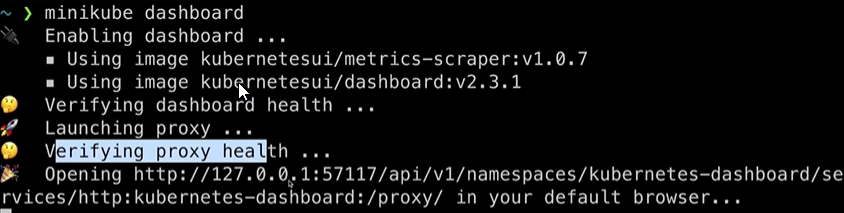 ~ ❯ minikube dashboard
🔌 Enabling dashboard ...
▪ Using image kubernetesui/metrics-scraper:v1.0.7
▪ Using image kubernetesui/dashboard:v2.3.1
🤔 Verifying dashboard health ...
🚀 Launching proxy ...
🤔 Verifying proxy health ...
🎉 Opening http://127.0.0.1:57117/api/v1/namespaces/kubernetes-dashboard/se
rvices/http:kubernetes-dashboard:/proxy/ in your default browser...